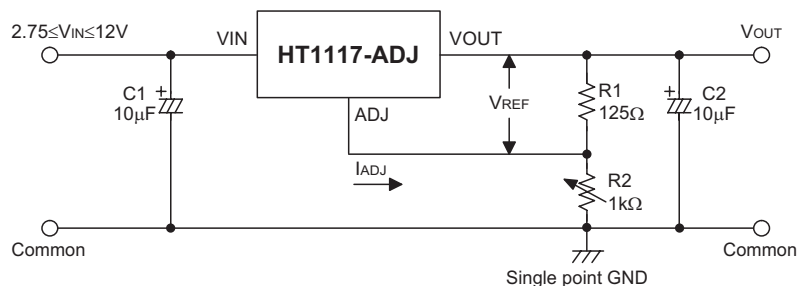 2.75≤VIN≤12V
VIN
HT1117-ADJ
VOUT
VOUT
C1
10μF
+
ADJ
VREF
R1
125Ω
+
C2
10μF
IADJ
R2
1kΩ
Common
Common
Single point GND